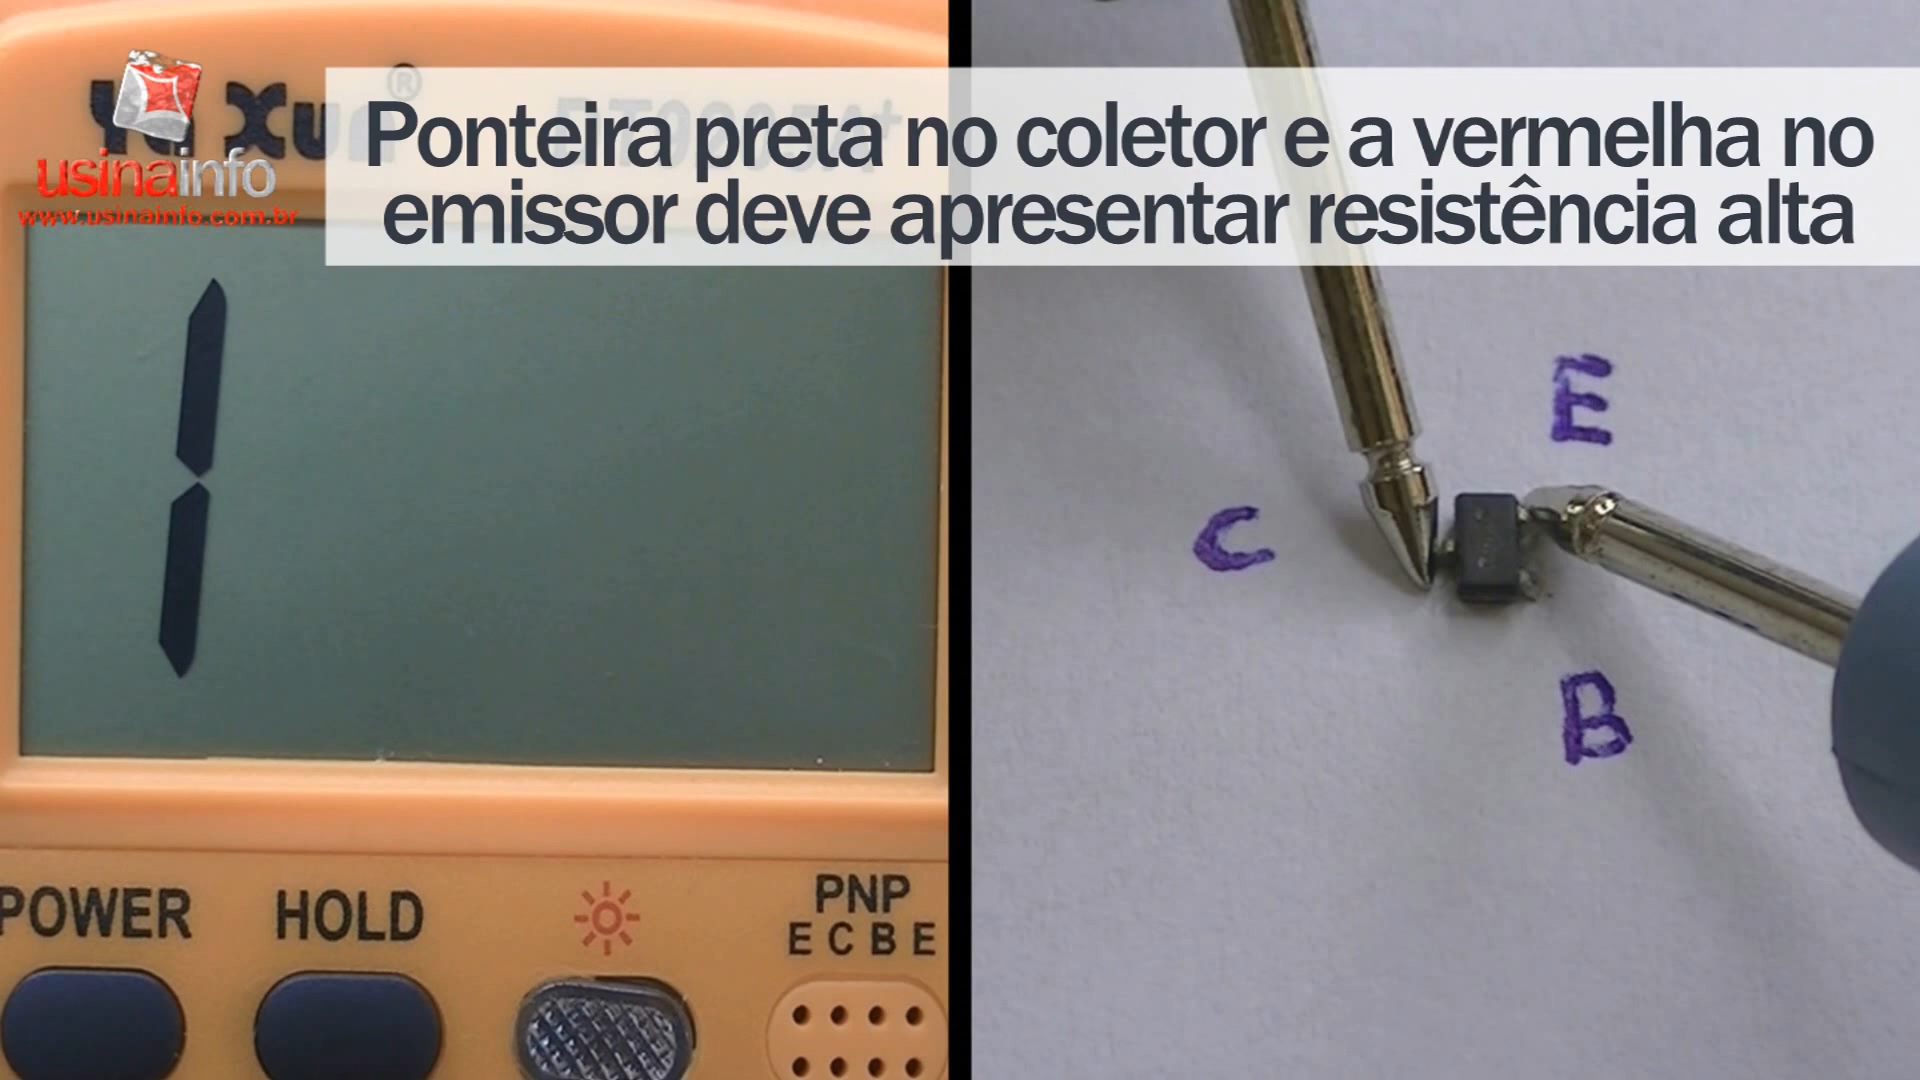 usinainfo
www.usinainfo.com.br
Ponteira preta no coletor e a vermelha no
emissor deve apresentar resistência alta
1
POWER
HOLD
PNP
E C B E
C
E
B